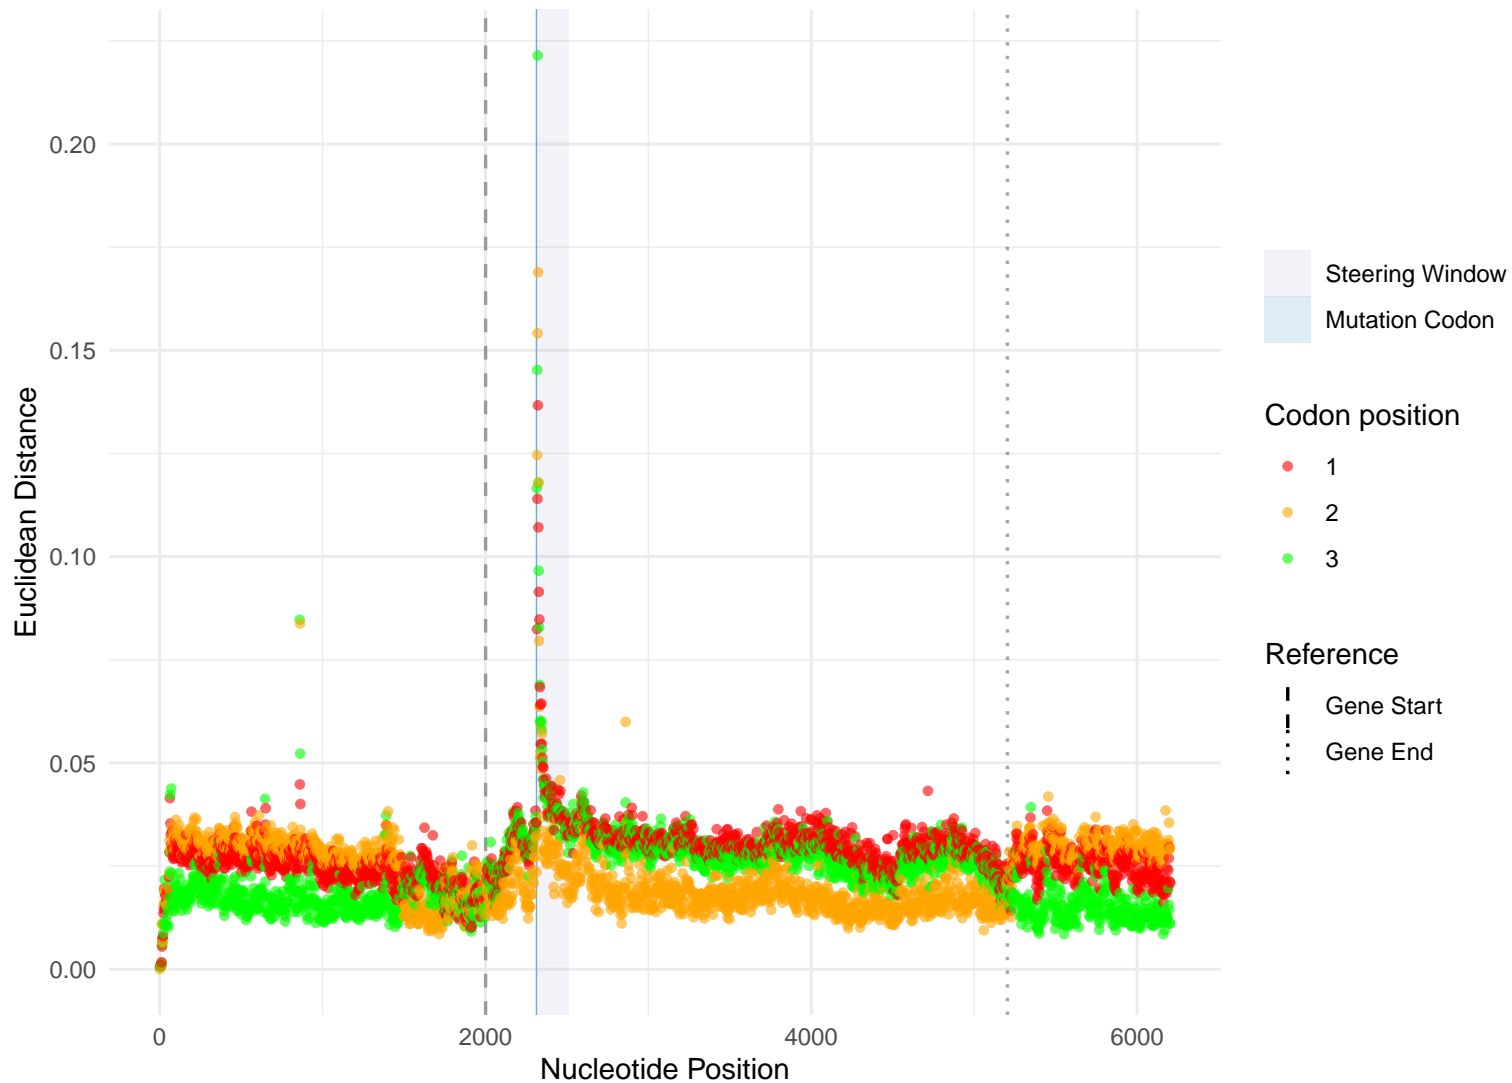 0.20
0.15
0.10
0.05
0.00
Euclidean Distance
0
2000
4000
6000
Nucleotide Position
Steering Window
Mutation Codon
Codon position
1
2
3
Reference
Gene Start
Gene End